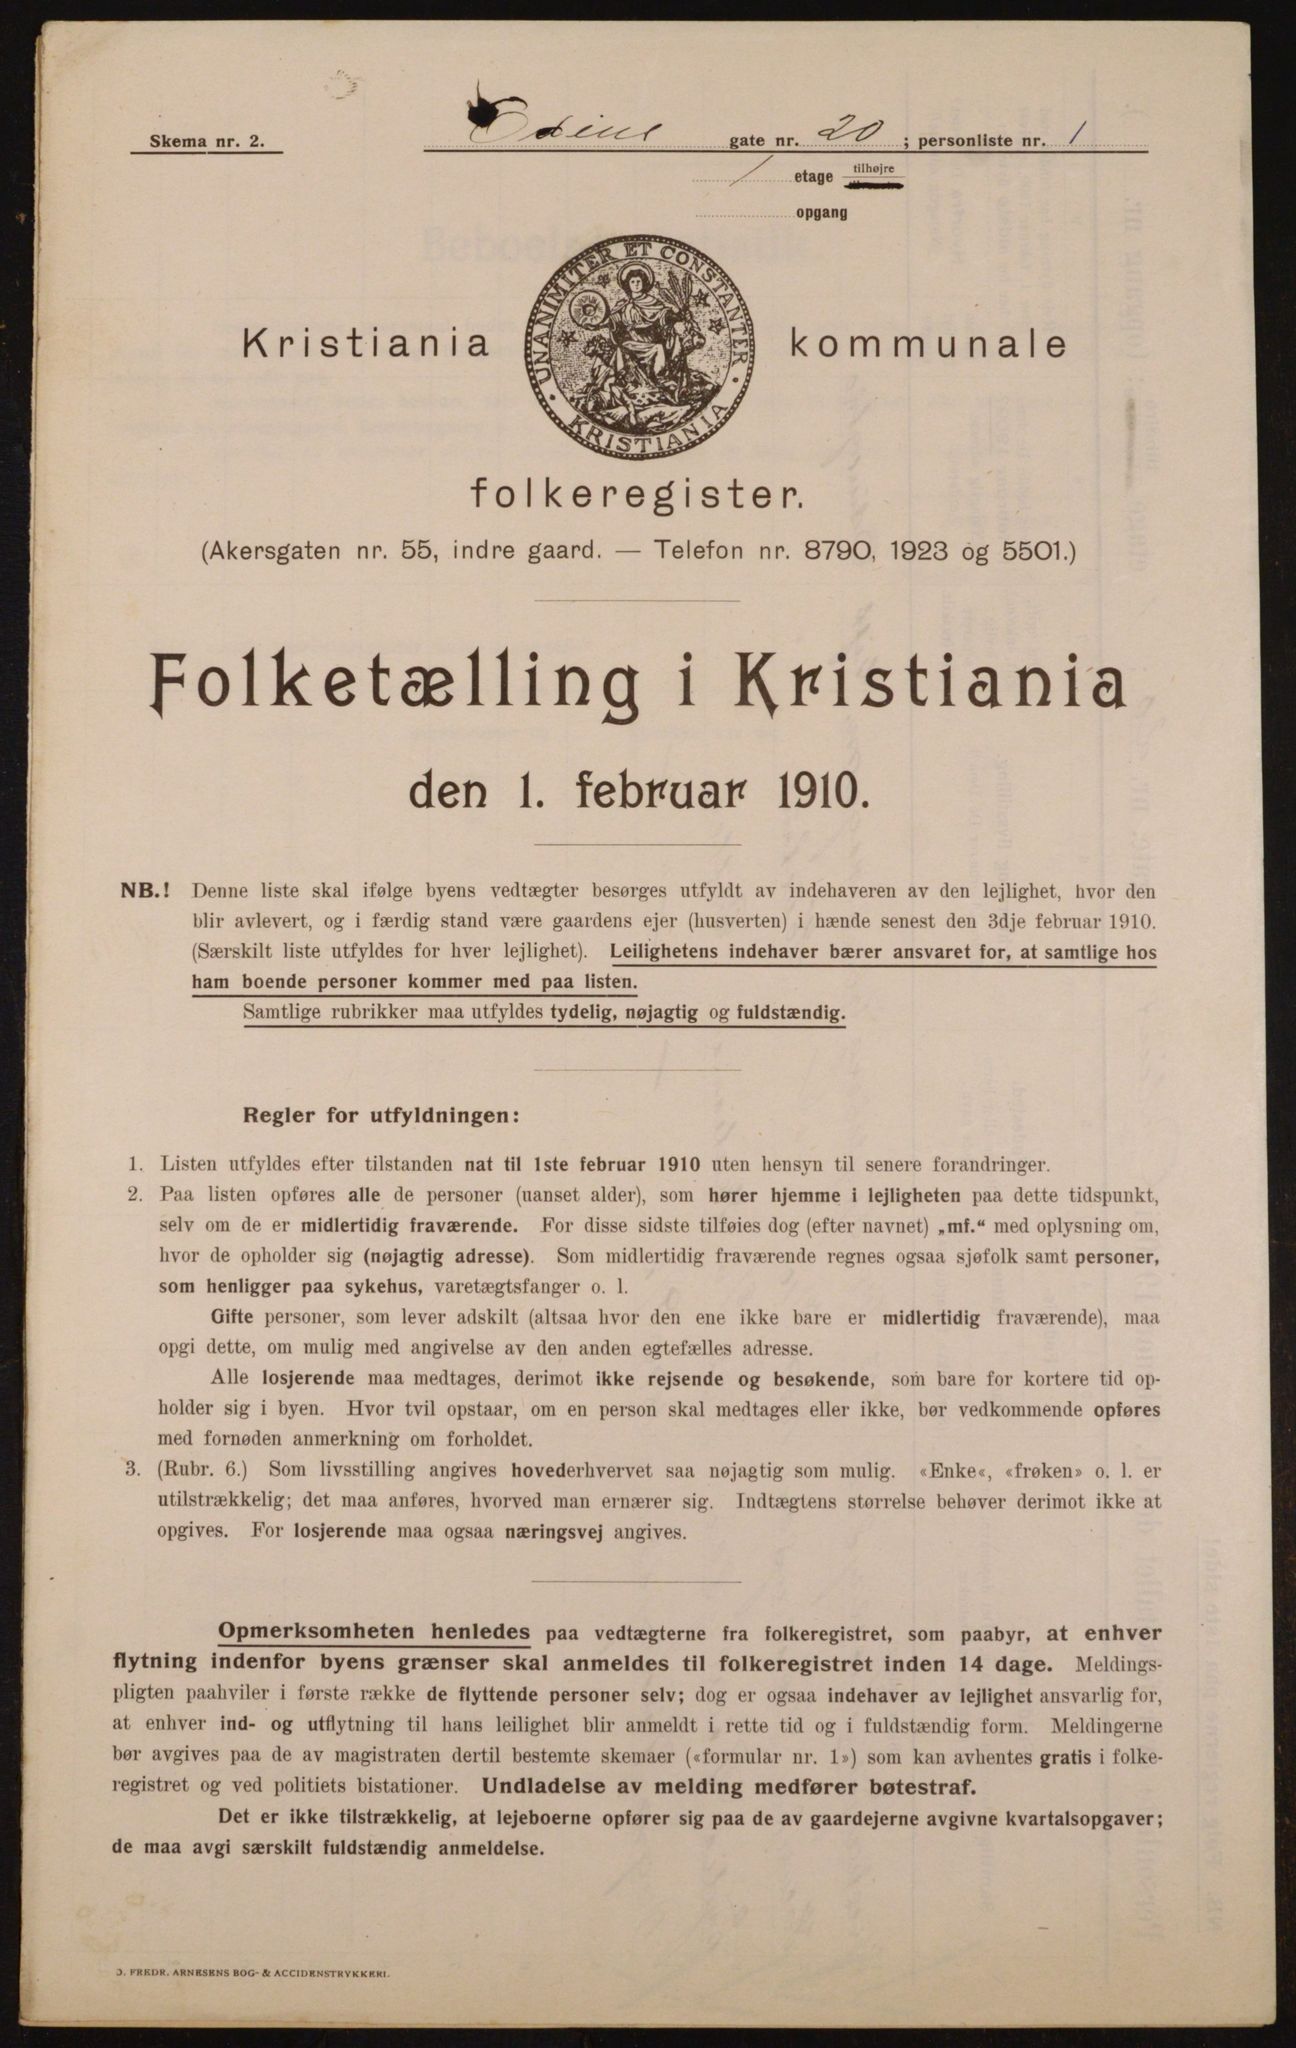 Skema nr. 2.
Odins gate nr. 20 ; personliste nr. 1
1 etage tilhøjre
opgang
UNANIMITER ET CONSTANTER
KRISTIANIA
Kristiania kommunale
folkeregister.
(Akersgaten nr. 55, indre gaard. — Telefon nr. 8790, 1923 og 5501.)
Folketælling i Kristiania
den 1. februar 1910.
NB.! Denne liste skal ifølge byens vedtægter besørges utfyldt av indehaveren av den lejlighet, hvor den
blir avlevert, og i færdig stand være gaardens ejer (husverten) i hænde senest den 3dje februar 1910.
(Særskilt liste utfyldes for hver lejlighet). Leilighetens indehaver bærer ansvaret for, at samtlige hos
ham boende personer kommer med paa listen.
Samtlige rubrikker maa utfyldes tydelig, nøjagtig og fuldstændig.
Regler for utfyldningen:
1. Listen utfyldes efter tilstanden nat til 1ste februar 1910 uten hensyn til senere forandringer.
2. Paa listen opføres alle de personer (uanset alder), som hører hjemme i lejligheten paa dette tidspunkt,
selv om de er midlertidig fraværende. For disse sidste tilføies dog (efter navnet) „mf.“ med oplysning om,
hvor de opholder sig (nøjagtig adresse). Som midlertidig fraværende regnes ogsaa sjøfolk samt personer,
som henligger paa sykehus, varetægtsfanger o. l.
Gifte personer, som lever adskilt (altsaa hvor den ene ikke bare er midlertidig fraværende), maa
opgi dette, om mulig med angivelse av den anden egtefælles adresse.
Alle losjerende maa medtages, derimot ikke rejsende og besøkende, som bare for kortere tid op-
holder sig i byen. Hvor tvil opstaar, om en person skal medtages eller ikke, bør vedkommende opføres
med fornøden anmerkning om forholdet.
3. (Rubr. 6.) Som livsstilling angives hovederhvervet saa nøjagtig som mulig. «Enke«, «frøken» o. l. er
utilstrækkelig; det maa anføres, hvorved man ernærer sig. Indtægtens størrelse behøver derimot ikke at
opgives. For losjerende maa ogsaa næringsvej angives.
Opmerksomheten henledes paa vedtægterne fra folkeregistret, som paabyr, at enhver
flytning indenfor byens grænser skal anmeldes til folkeregistret inden 14 dage. Meldings-
pligten paahviler i første række de flyttende personer selv; dog er ogsaa indehaver av lejlighet ansvarlig for,
at enhver ind- og utflytning til hans leilighet blir anmeldt i rette tid og i fuldstændig form. Meldingerne
bør avgives paa de av magistraten dertil bestemte skemaer («formular nr. 1») som kan avhentes gratis i folke-
registret og ved politiets bistationer. Undladelse av melding medfører bøtestraf.
Det er ikke tilstrækkelig, at lejeboerne opfører sig paa de av gaardejerne avgivne kvartalsopgaver;
de maa avgi særskilt fuldstændig anmeldelse.
O. FREDR. ARNESENS BOG- & ACCIDENSTRYKKERI.